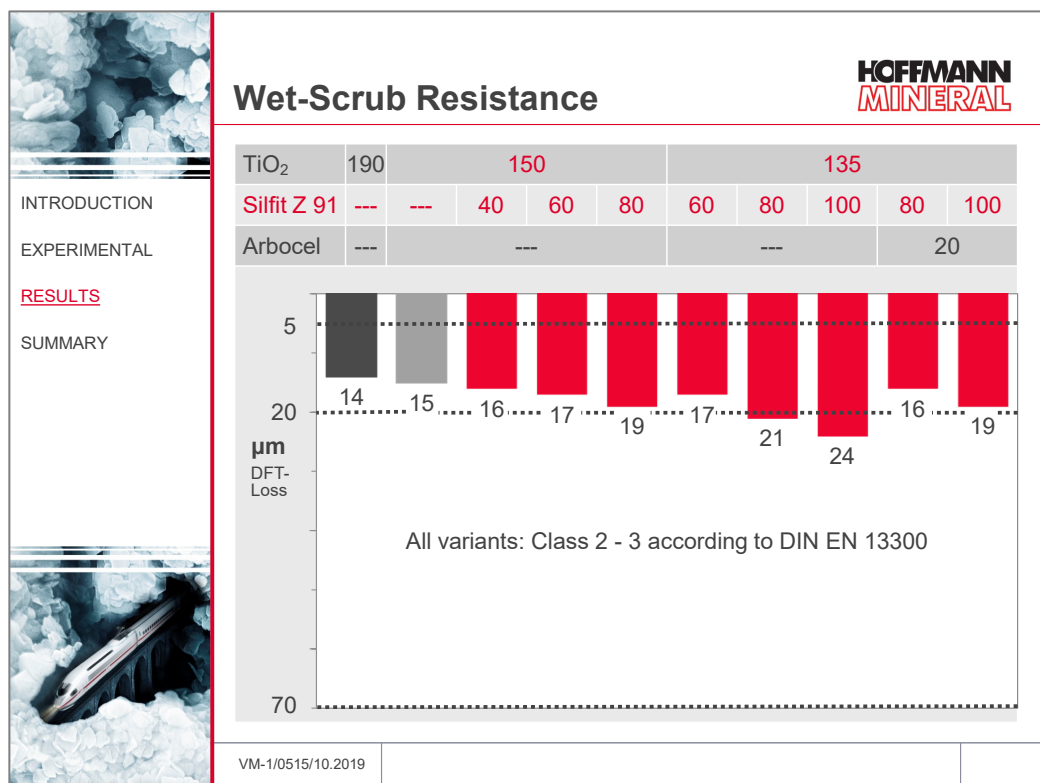 Wet-Scrub Resistance
HOFFMANN
MINERAL
INTRODUCTION
EXPERIMENTAL
RESULTS
SUMMARY
TiO₂ 190 150 135
Silfit Z 91 --- --- 40 60 80 60 80 100 80 100
Arbocel --- --- --- 20
5
14 15 16 17 19 17 21 24 16 19
20
µm
DFT-
Loss
All variants: Class 2 - 3 according to DIN EN 13300
70
VM-1/0515/10.2019